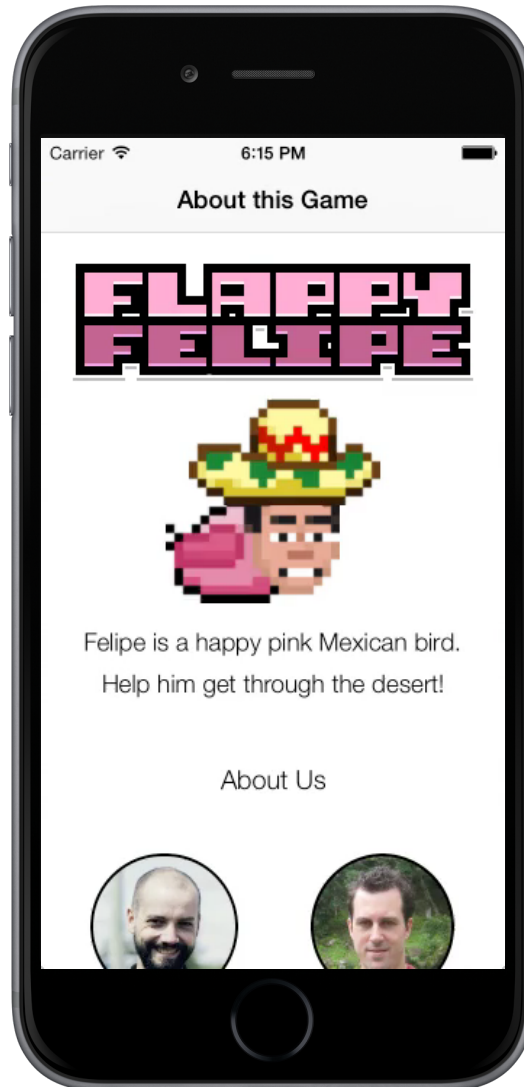 Carrier 6:15 PM
About this Game
FLAPPY
FELIPE
Felipe is a happy pink Mexican bird.
Help him get through the desert!
About Us